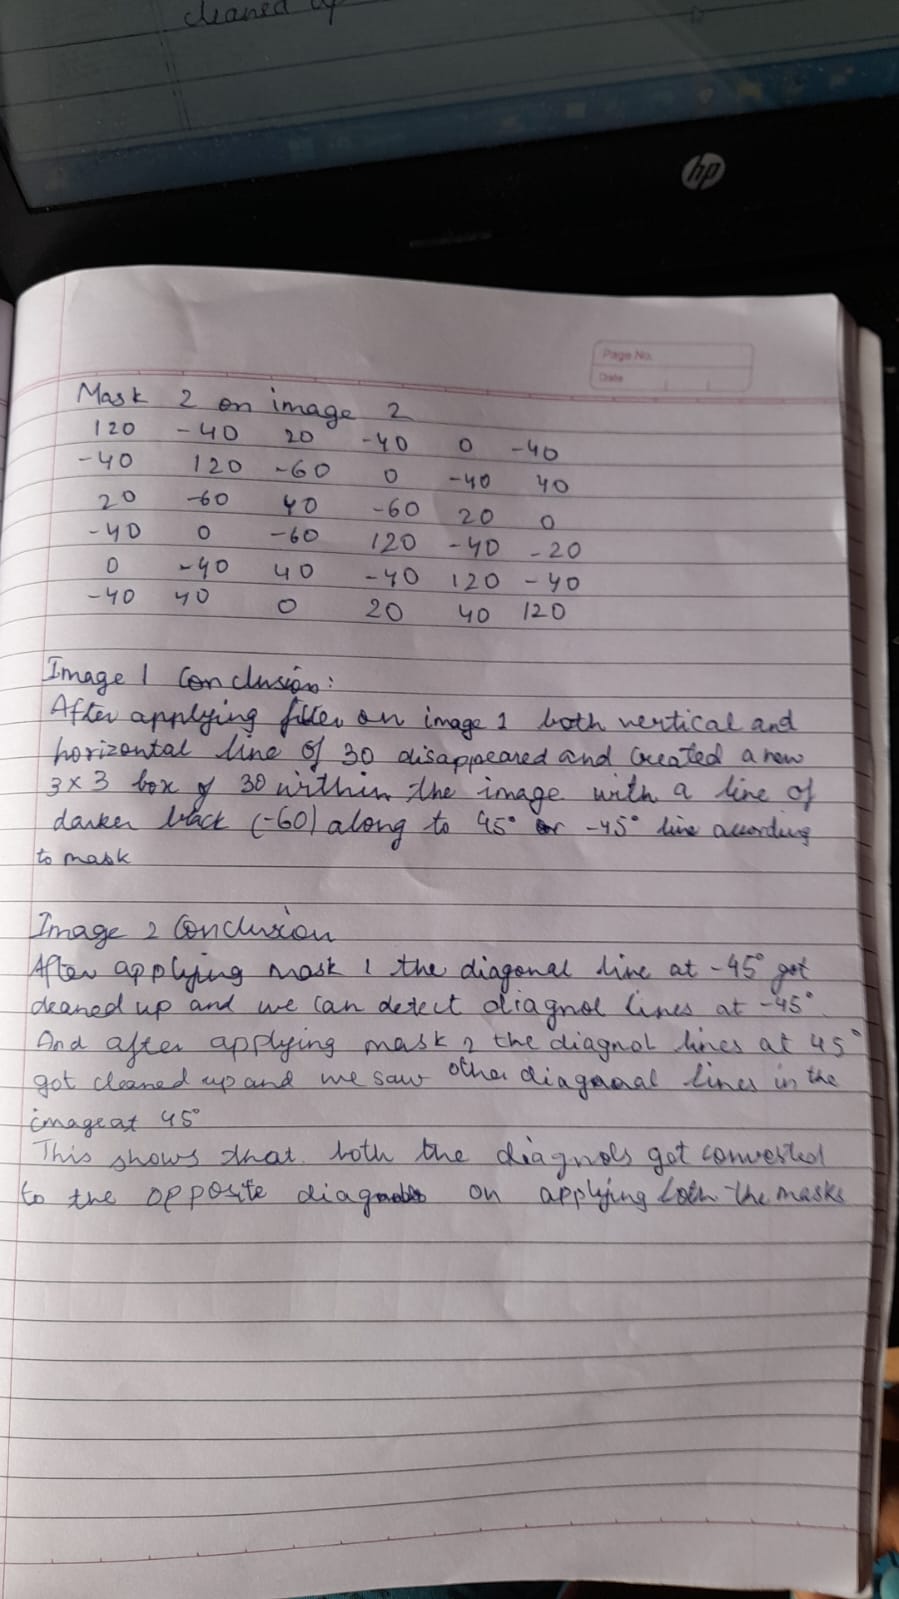 cleaned up
hp
Page No.
Date
Mask 2 on image 2
120 -40 20 -40 0 -40
-40 120 -60 0 -40 40
20 -60 40 -60 20 0
-40 0 -60 120 -40 -20
0 -40 40 -40 120 -40
-40 40 0 20 40 120
Image 1 Conclusion:
After applying filter on image 1 both vertical and
horizontal line of 30 disappeared and created a new
3x3 box of 30 within the image with a line of
darker black (-60) along to 45° or -45° line according
to mask
Image 2 Conclusion
After applying mask 1 the diagonal line at -45° got
cleaned up and we can detect diagnol lines at -45°.
And after applying mask 2 the diagnol lines at 45°
got cleaned up and we saw other diagonal lines in the
image at 45°
This shows that both the diagnols got converted
to the opposite diagnols on applying both the masks